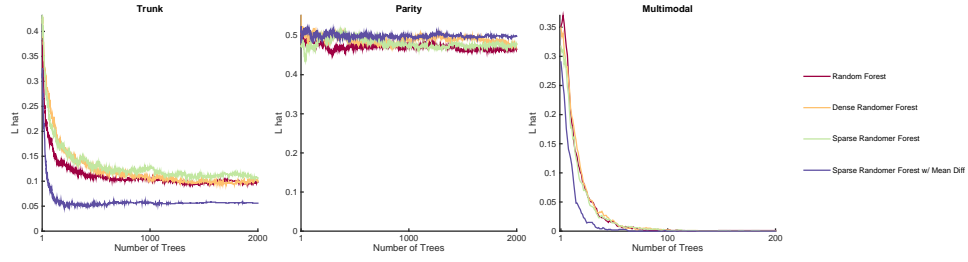 Trunk
0.4
0.35
0.3
0.25
0.2
0.15
0.1
0.05
0
L hat
1
1000
2000
Number of Trees
Parity
0.5
0.4
0.3
0.2
0.1
0
L hat
1
1000
2000
Number of Trees
Multimodal
0.35
0.3
0.25
0.2
0.15
0.1
0.05
0
L hat
1
100
200
Number of Trees
Random Forest
Dense Randomer Forest
Sparse Randomer Forest
Sparse Randomer Forest w/ Mean Diff